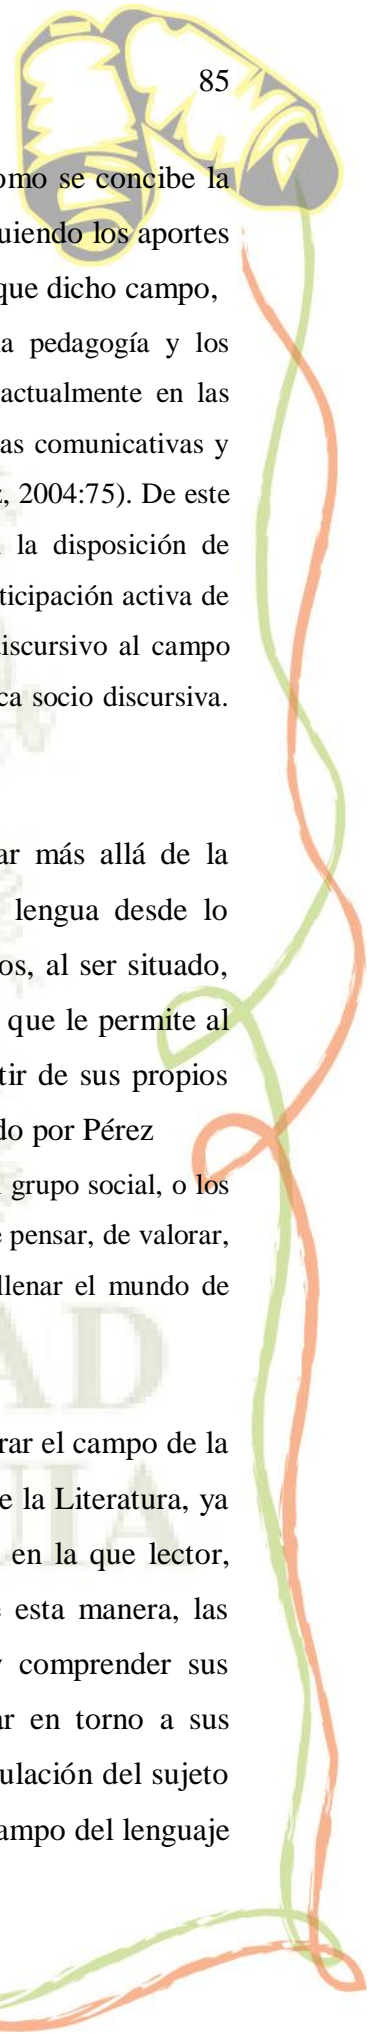 85
omo se concibe la
uiendo los aportes
que dicho campo,
a pedagogía y los
actualmente en las
as comunicativas y
z, 2004:75). De este
la disposición de
ticipación activa de
discursivo al campo
ca socio discursiva.
ar más allá de la
lengua desde lo
os, al ser situado,
que le permite al
tir de sus propios
do por Pérez
grupo social, o los
e pensar, de valorar,
llenar el mundo de
rar el campo de la
e la Literatura, ya
en la que lector,
e esta manera, las
y comprender sus
ar en torno a sus
ulación del sujeto
ampo del lenguaje
AD
UIA